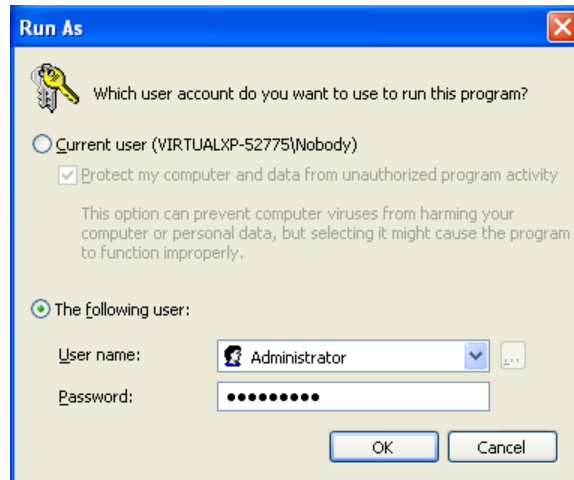 Run As
Which user account do you want to use to run this program?
Current user (VIRTUALXP-52775\Nobody)
Protect my computer and data from unauthorized program activity
This option can prevent computer viruses from harming your
computer or personal data, but selecting it might cause the program
to function improperly.
The following user:
User name: Administrator ...
Password: •••••••••
OK Cancel